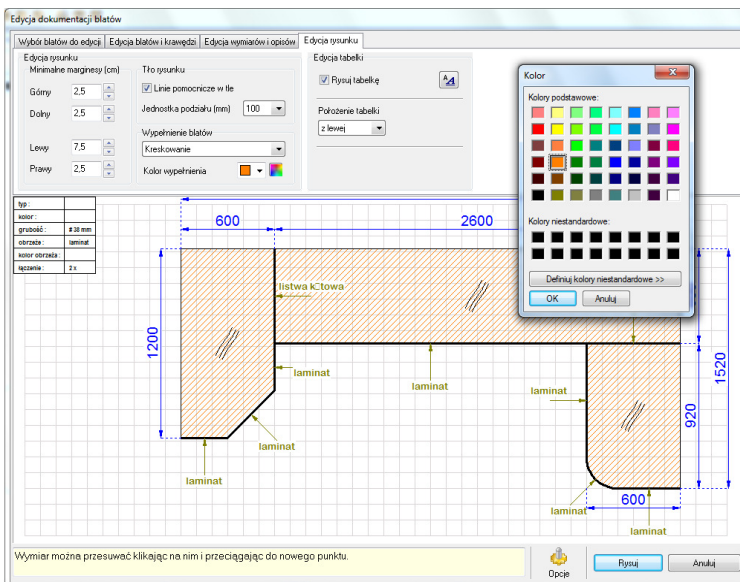 Edycja dokumentacji blatów
Wybór blatów do edycji Edycja blatów i krawędzi Edycja wymiarów i opisów Edycja rysunku
Edycja rysunku
Minimalne marginesy (cm)
Górny 2,5
Dolny 2,5
Lewy 7,5
Prawy 2,5
Tło rysunku
Linie pomocnicze w tle
Jednostka podziału (mm) 100
Wypełnienie blatów
Kreskowanie
Kolor wypełnienia
Edycja tabelki
Rysuj tabelkę
Położenie tabelki
z lewej
Kolor
Kolory podstawowe:
Kolory niestandardowe:
Definiuj kolory niestandardowe >>
OK Anuluj
typ :
kolor :
grubość : # 38 mm
obrzeże : laminat
kolor obrzeża :
łączenie : 2 x
600 2600
listwa k□towa
1200
laminat
laminat
laminat
1520
920
laminat
laminat
laminat
600
laminat
Wymiar można przesuwać klikając na nim i przeciągając do nowego punktu.
Opcje
Rysuj Anuluj